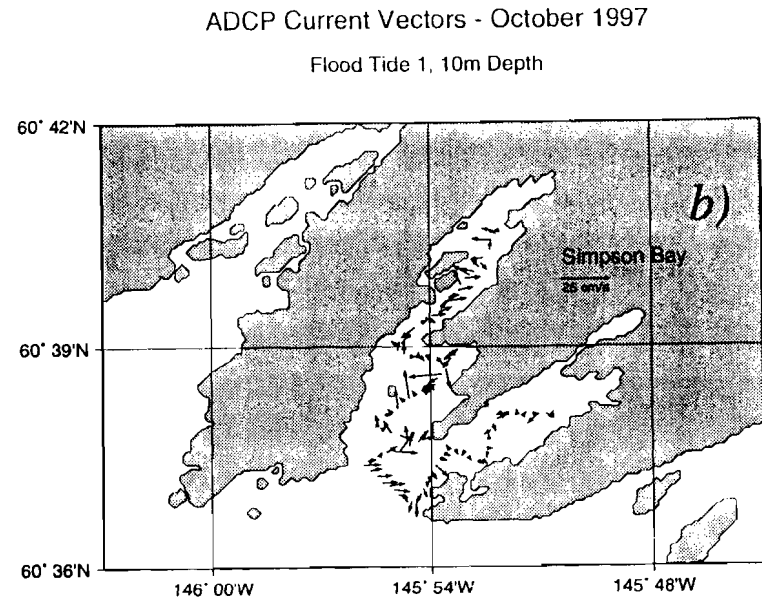 ADCP Current Vectors - October 1997
Flood Tide 1, 10m Depth
60° 42'N
b)
Simpson Bay
25 cm/s
60° 39'N
60° 36'N
146° 00'W
145° 54'W
145° 48'W